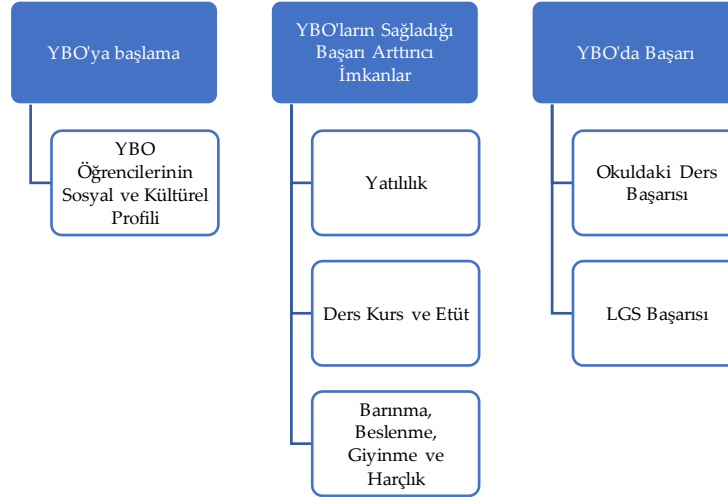 YBO'ya başlama
YBO
Öğrencilerinin
Sosyal ve Kültürel
Profili
YBO'ların Sağladığı
Başarı Arttırıcı
İmkanlar
Yatılılık
Ders Kurs ve Etüt
Barınma,
Beslenme,
Giyinme ve
Harçlık
YBO'da Başarı
Okuldaki Ders
Başarısı
LGS Başarısı